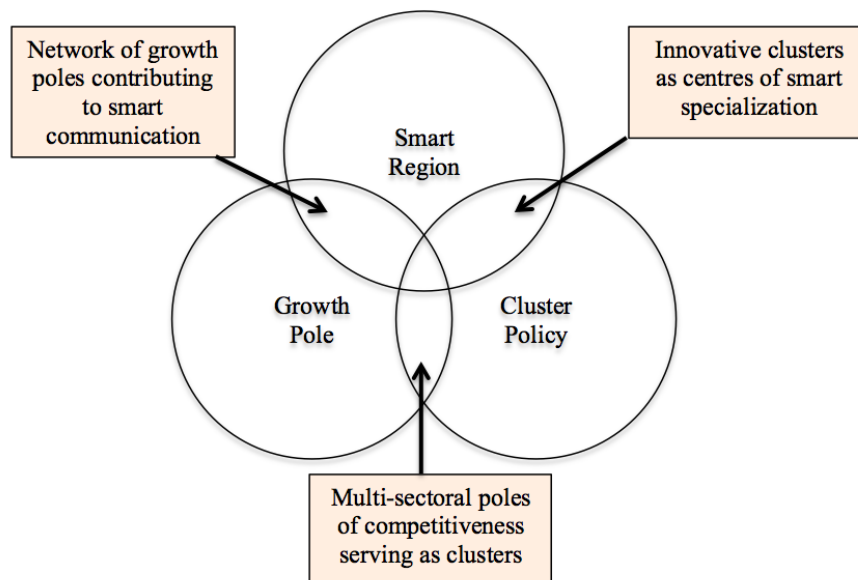 Network of growth
poles contributing
to smart
communication
Innovative clusters
as centres of smart
specialization
Smart
Region
Growth
Pole
Cluster
Policy
Multi-sectoral poles
of competitiveness
serving as clusters